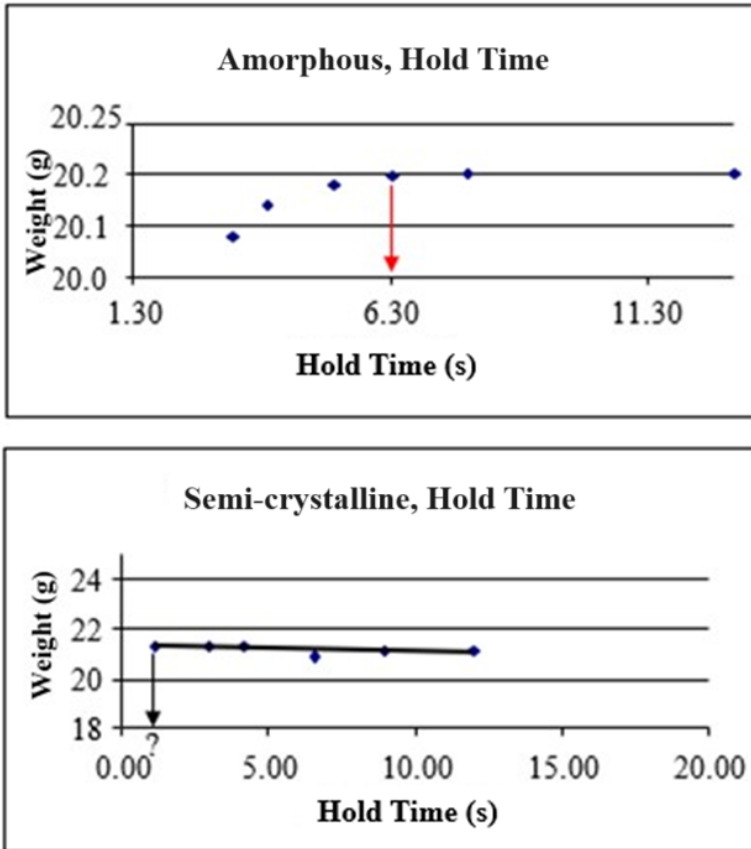 Amorphous, Hold Time
Weight (g)
20.25
20.2
20.1
20.0
1.30 6.30 11.30
Hold Time (s)
Semi-crystalline, Hold Time
Weight (g)
24
22
20
18
?
0.00 5.00 10.00 15.00 20.00
Hold Time (s)